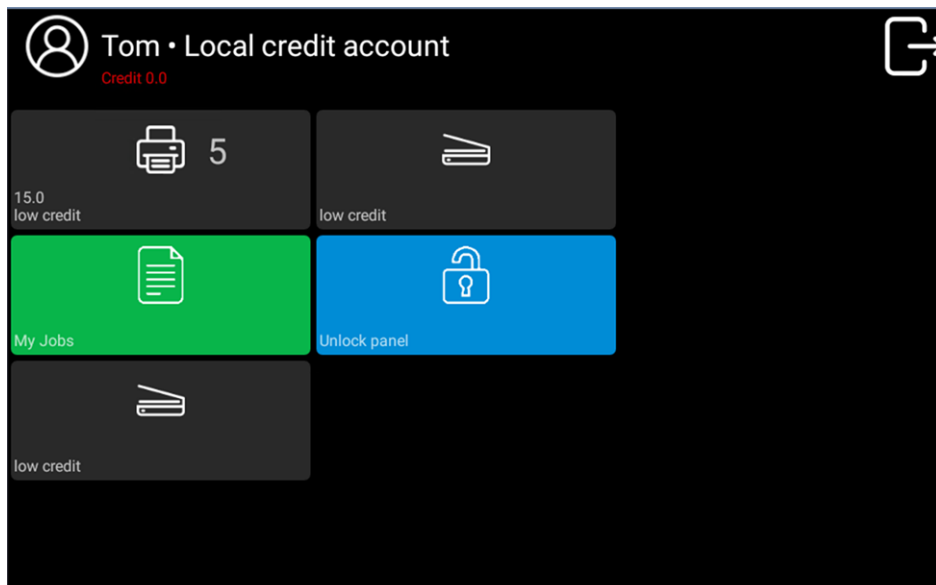 Tom • Local credit account
Credit 0.0
5
15.0
low credit
low credit
My Jobs
Unlock panel
low credit